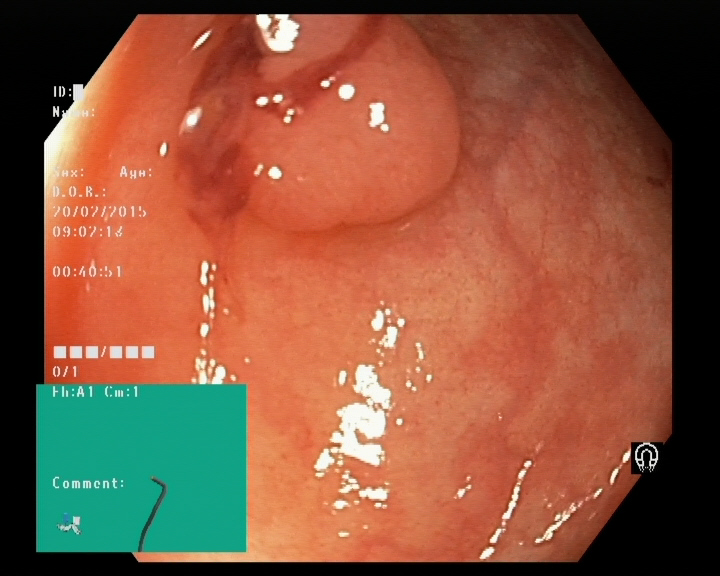 ID:
Name:
Sex: Age:
D.O.R.:
20/02/2015
09:02:18
00:40:51
0/1
Eh:A1 Cm:1
Comment: